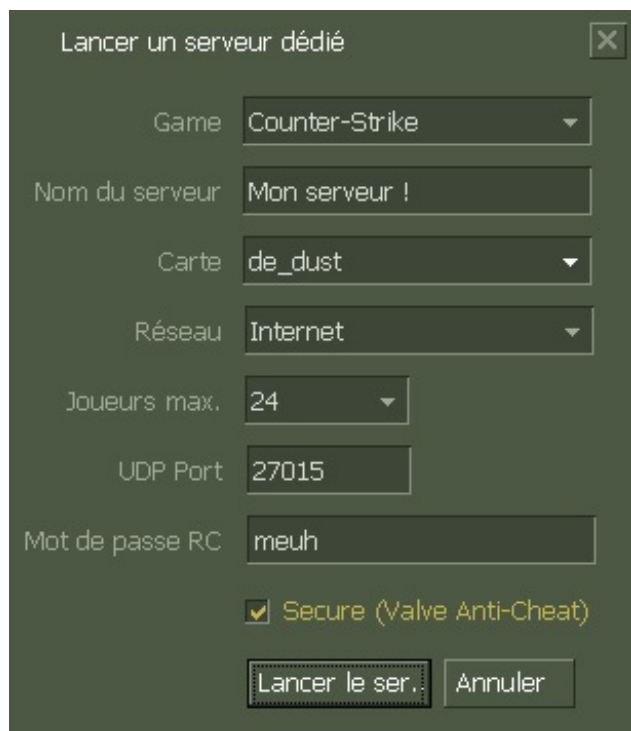 Lancer un serveur dédié
Game Counter-Strike
Nom du serveur Mon serveur !
Carte de_dust
Réseau Internet
Joueurs max. 24
UDP Port 27015
Mot de passe RC meuh
Secure (Valve Anti-Cheat)
Lancer le ser.. Annuler